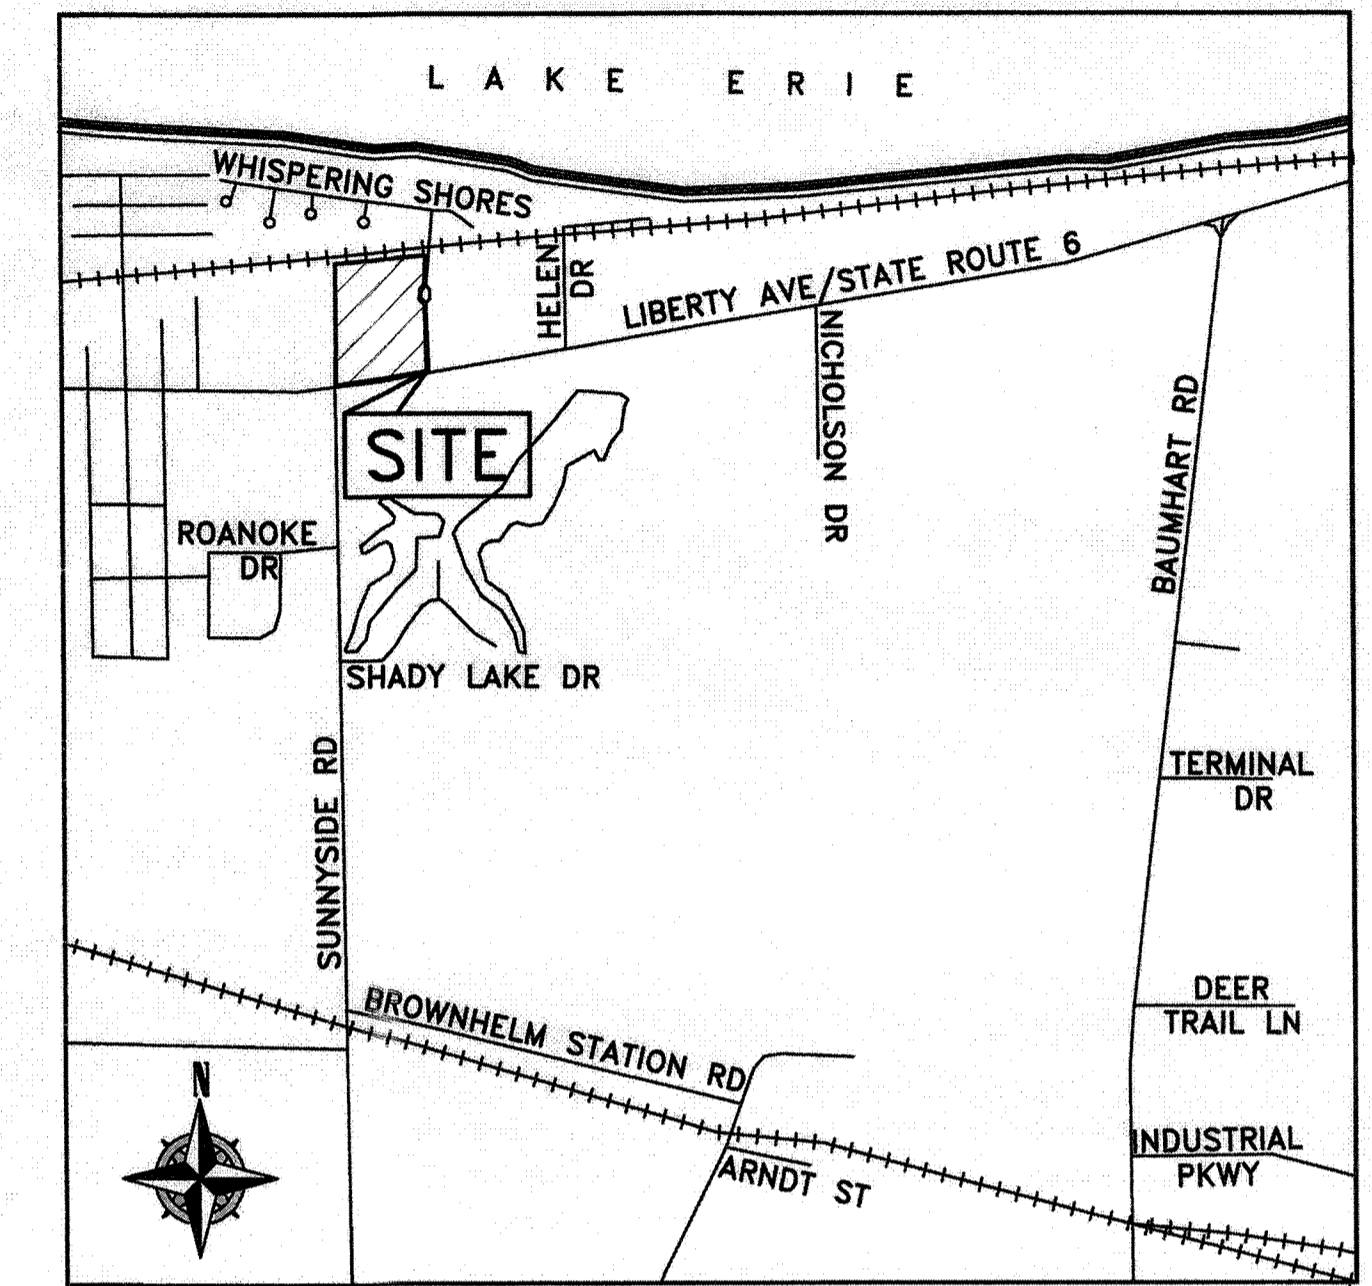 LAKE ERIE
WHISPERING SHORES
HELEN
DR
LIBERTY AVE/STATE ROUTE 6
NICHOLSON DR
BAUMHART RD
SITE
ROANOKE
DR
SHADY LAKE DR
SUNNYSIDE RD
TERMINAL
DR
DEER
TRAIL LN
BROWNHELM STATION RD
N
INDUSTRIAL
PKWY
ARNDT ST